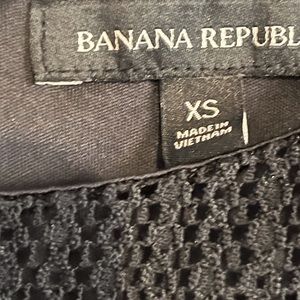 BANANA REPUBL
XS
MADE IN
VIETNAM